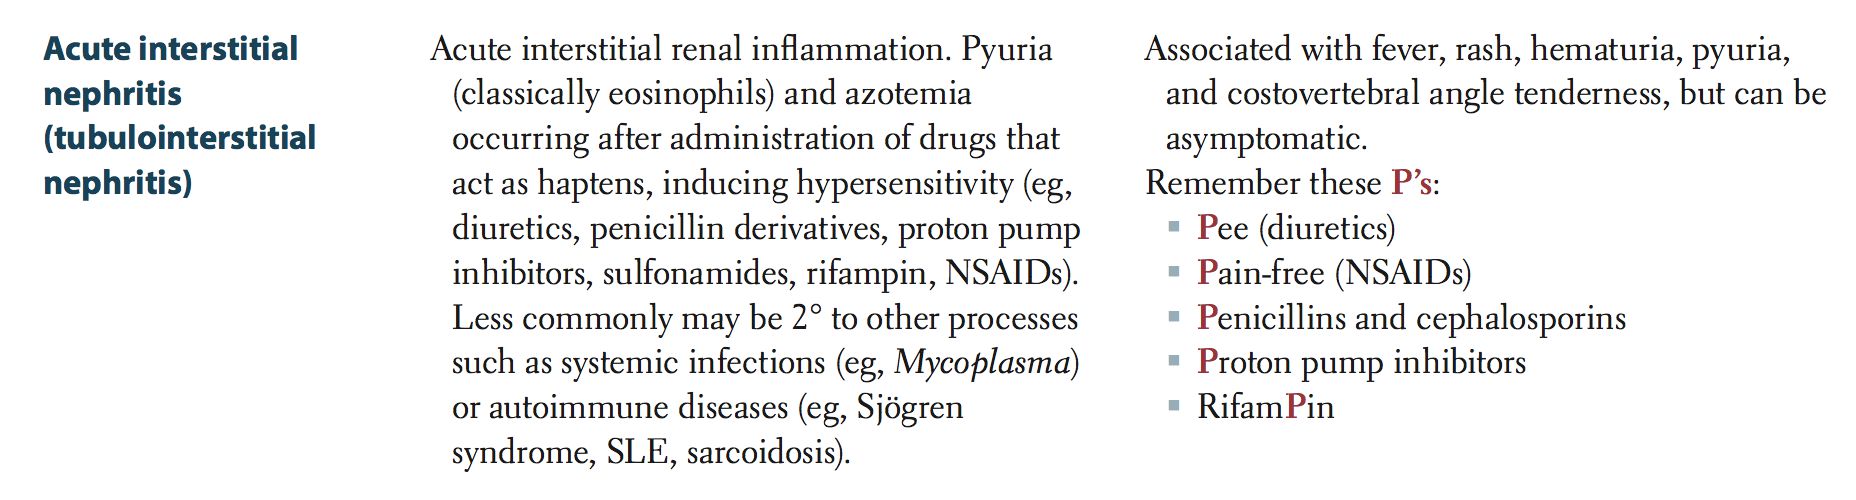 Acute interstitial
nephritis
(tubulointerstitial
nephritis)
Acute interstitial renal inflammation. Pyuria
(classically eosinophils) and azotemia
occurring after administration of drugs that
act as haptens, inducing hypersensitivity (eg,
diuretics, penicillin derivatives, proton pump
inhibitors, sulfonamides, rifampin, NSAIDs).
Less commonly may be 2° to other processes
such as systemic infections (eg, Mycoplasma)
or autoimmune diseases (eg, Sjögren
syndrome, SLE, sarcoidosis).
Associated with fever, rash, hematuria, pyuria,
and costovertebral angle tenderness, but can be
asymptomatic.
Remember these P's:
▪ Pee (diuretics)
▪ Pain-free (NSAIDs)
▪ Penicillins and cephalosporins
▪ Proton pump inhibitors
▪ RifamPin